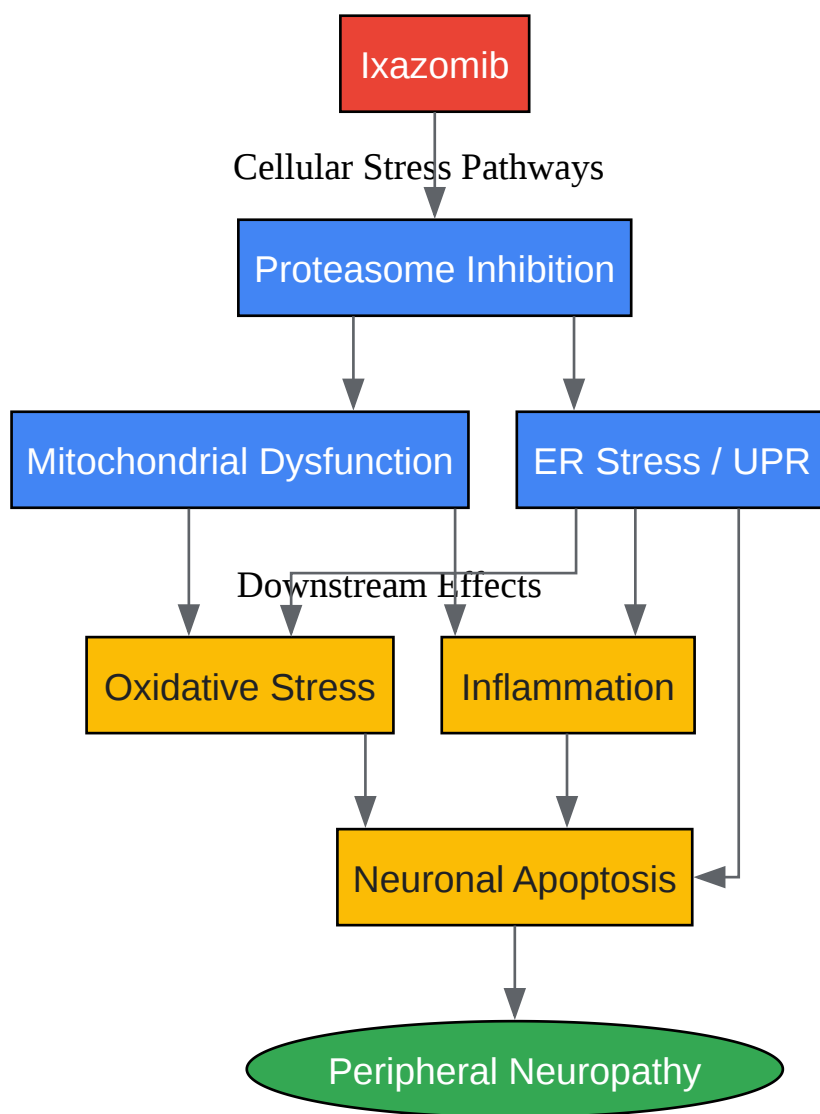 Ixazomib
Cellular Stress Pathways
Proteasome Inhibition
Mitochondrial Dysfunction
ER Stress / UPR
Downstream Effects
Oxidative Stress
Inflammation
Neuronal Apoptosis
Peripheral Neuropathy